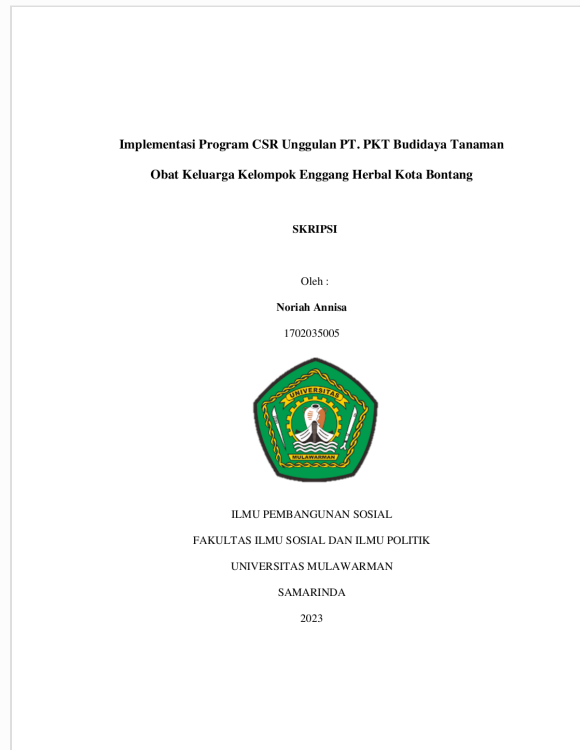 Implementasi Program CSR Unggulan PT. PKT Budidaya Tanaman
Obat Keluarga Kelompok Enggang Herbal Kota Bontang
SKRIPSI
Oleh :
Noriah Annisa
1702035005
UNIVERSITAS
MULAWARMAN
ILMU PEMBANGUNAN SOSIAL
FAKULTAS ILMU SOSIAL DAN ILMU POLITIK
UNIVERSITAS MULAWARMAN
SAMARINDA
2023